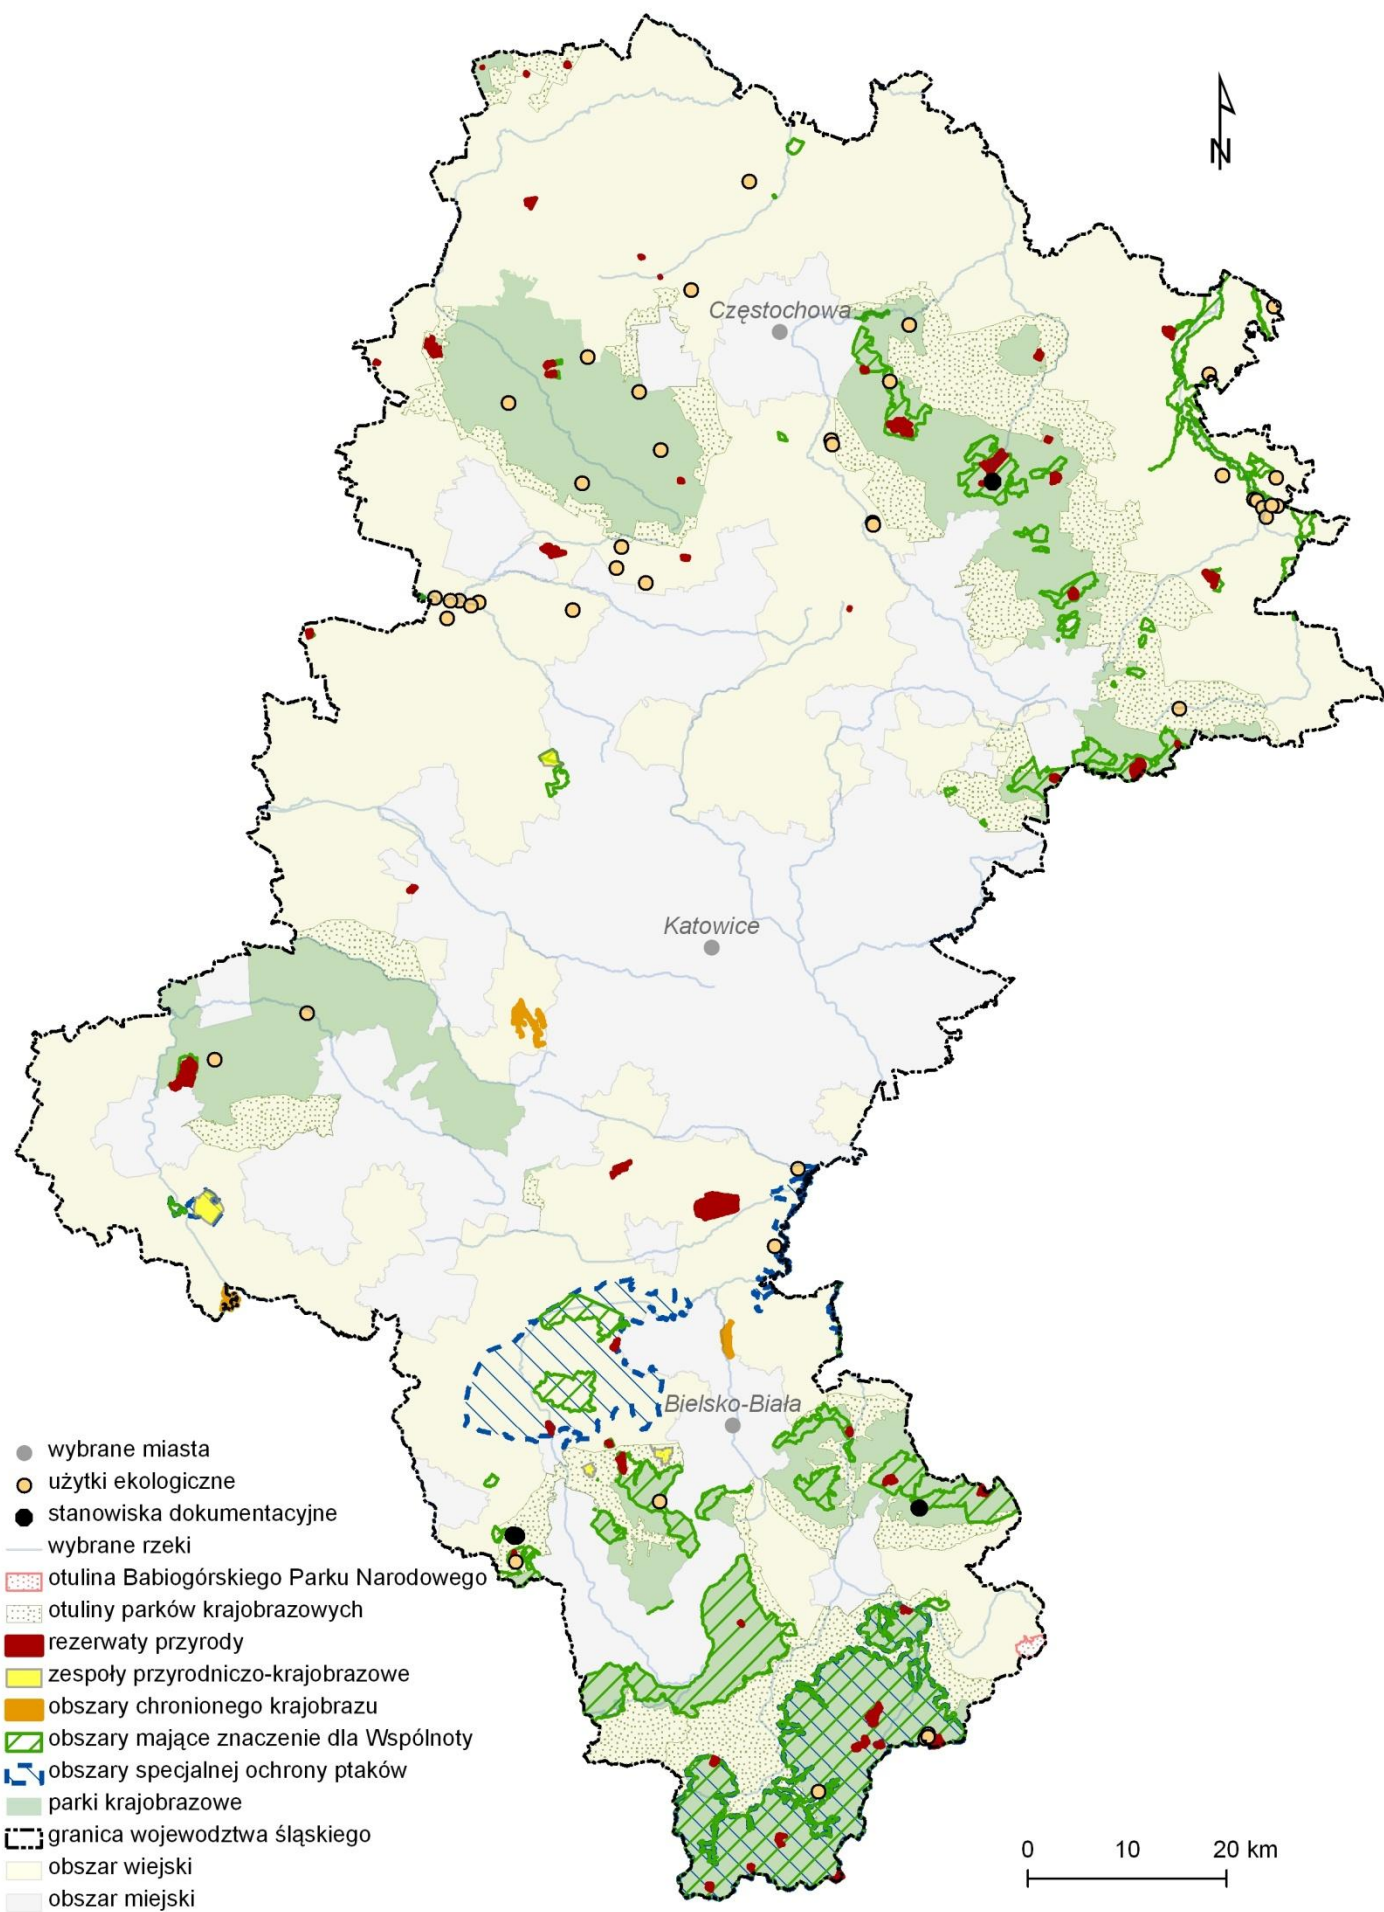 N
Częstochowa
Katowice
Bielsko-Biała
wybrane miasta
użytki ekologiczne
stanowiska dokumentacyjne
wybrane rzeki
otulina Babiogórskiego Parku Narodowego
otuliny parków krajobrazowych
rezerwaty przyrody
zespoły przyrodniczo-krajobrazowe
obszary chronionego krajobrazu
obszary mające znaczenie dla Wspólnoty
obszary specjalnej ochrony ptaków
parki krajobrazowe
granica wojewodztwa śląskiego
obszar wiejski
obszar miejski
0 10 20 km